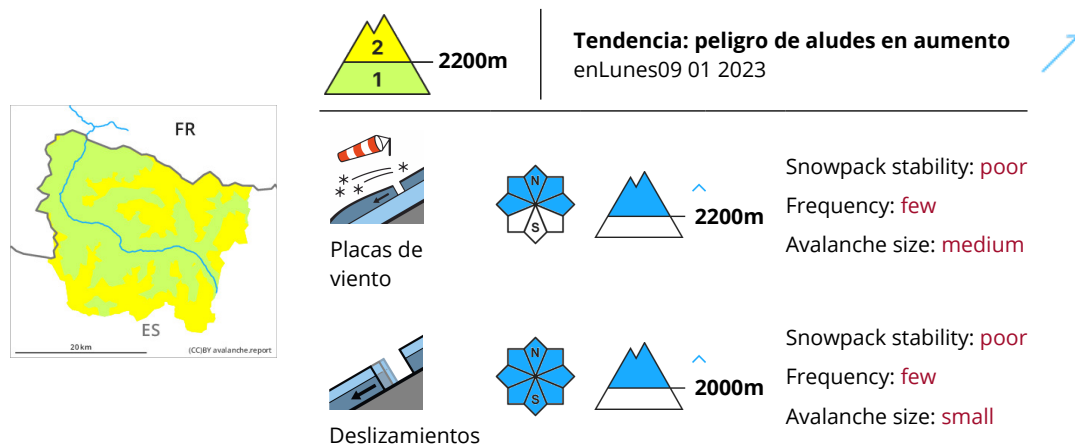 2
1
2200m
Tendencia: peligro de aludes en aumento
enLunes09 01 2023
FR
ES
20 km
(CC)BY avalanche.report
N
S
2200m
Placas de
viento
Snowpack stability: poor
Frequency: few
Avalanche size: medium
N
S
2000m
Deslizamientos
Snowpack stability: poor
Frequency: few
Avalanche size: small